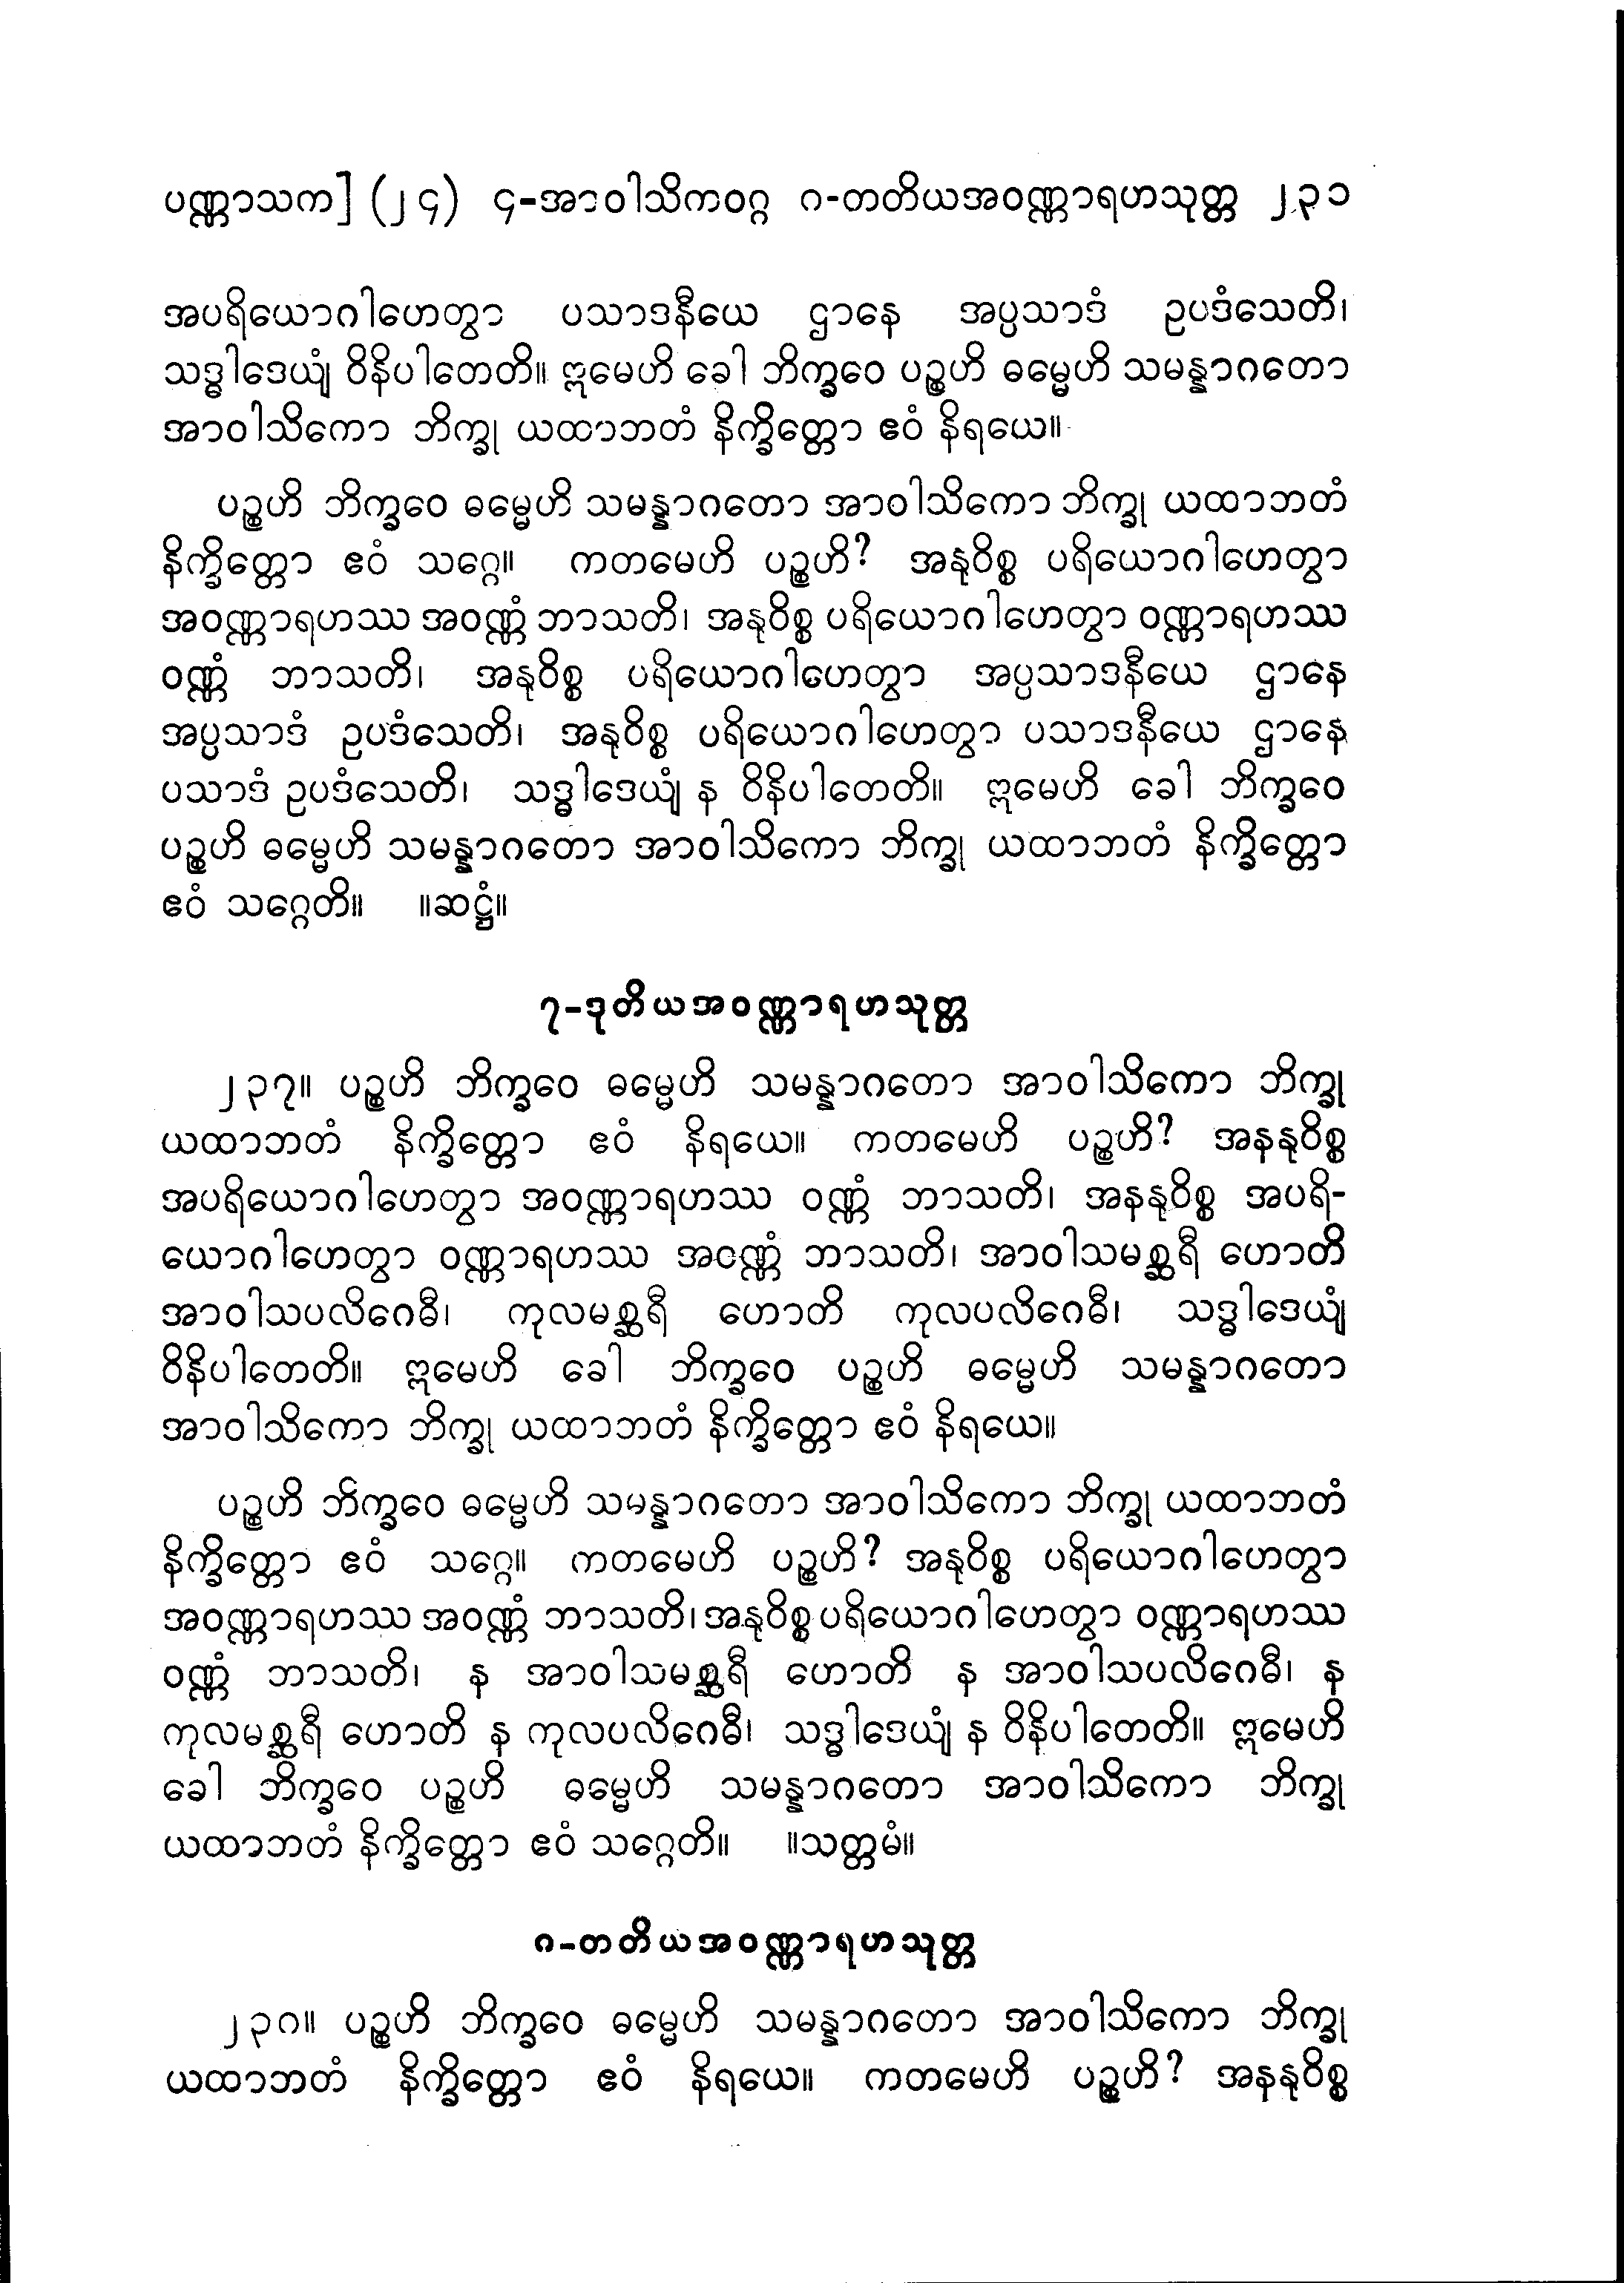 ပဏ္ဏာသက] (၂၄) ၄-အာဝါသိကဝဂ္ဂ ၈-တတိယအဝဏ္ဏာရဟသုတ္တ ၂၃၁
အပရိယောဂါဟေတွာ ပသာဒနီယေ ဌာနေ အပ္ပသာဒံ ဥပဒံသေတိ၊
သဒ္ဓါဒေယျံ ဝိနိပါတေတိ။ ဣမေဟိ ခေါ ဘိက္ခဝေ ပဉ္စဟိ ဓမ္မေဟိ သမန္နာဂတော
အာဝါသိကော ဘိက္ခု ယထာဘတံ နိက္ခိတ္တော ဧဝံ နိရယေ။
ပဉ္စဟိ ဘိက္ခဝေ ဓမ္မေဟိ သမန္နာဂတော အာဝါသိကော ဘိက္ခု ယထာဘတံ
နိက္ခိတ္တော ဧဝံ သဂ္ဂေ။ ကတမေဟိ ပဉ္စဟိ? အနုဝိစ္စ ပရိယောဂါဟေတွာ
အဝဏ္ဏာရဟဿ အဝဏ္ဏံ ဘာသတိ၊ အနုဝိစ္စ ပရိယောဂါဟေတွာ ဝဏ္ဏာရဟဿ
ဝဏ္ဏံ ဘာသတိ၊ အနုဝိစ္စ ပရိယောဂါဟေတွာ အပ္ပသာဒနီယေ ဌာနေ
အပ္ပသာဒံ ဥပဒံသေတိ၊ အနုဝိစ္စ ပရိယောဂါဟေတွာ ပသာဒနီယေ ဌာနေ
ပသာဒံ ဥပဒံသေတိ၊ သဒ္ဓါဒေယျံ န ဝိနိပါတေတိ။ ဣမေဟိ ခေါ ဘိက္ခဝေ
ပဉ္စဟိ ဓမ္မေဟိ သမန္နာဂတော အာဝါသိကော ဘိက္ခု ယထာဘတံ နိက္ခိတ္တော
ဧဝံ သဂ္ဂေတိ။ ။ဆဋ္ဌံ။
၇-ဒုတိယအဝဏ္ဏာရဟသုတ္တ
၂၃၇။ ပဉ္စဟိ ဘိက္ခဝေ ဓမ္မေဟိ သမန္နာဂတော အာဝါသိကော ဘိက္ခု
ယထာဘတံ နိက္ခိတ္တော ဧဝံ နိရယေ။ ကတမေဟိ ပဉ္စဟိ? အနနုဝိစ္စ
အပရိယောဂါဟေတွာ အဝဏ္ဏာရဟဿ ဝဏ္ဏံ ဘာသတိ၊ အနနုဝိစ္စ အပရိ-
ယောဂါဟေတွာ ဝဏ္ဏာရဟဿ အဝဏ္ဏံ ဘာသတိ၊ အာဝါသမစ္ဆရီ ဟောတိ
အာဝါသပလိဂေဓီ၊ ကုလမစ္ဆရီ ဟောတိ ကုလပလိဂေဓီ၊ သဒ္ဓါဒေယျံ
ဝိနိပါတေတိ။ ဣမေဟိ ခေါ ဘိက္ခဝေ ပဉ္စဟိ ဓမ္မေဟိ သမန္နာဂတော
အာဝါသိကော ဘိက္ခု ယထာဘတံ နိက္ခိတ္တော ဧဝံ နိရယေ။
ပဉ္စဟိ ဘိက္ခဝေ ဓမ္မေဟိ သမန္နာဂတော အာဝါသိကော ဘိက္ခု ယထာဘတံ
နိက္ခိတ္တော ဧဝံ သဂ္ဂေ။ ကတမေဟိ ပဉ္စဟိ? အနုဝိစ္စ ပရိယောဂါဟေတွာ
အဝဏ္ဏာရဟဿ အဝဏ္ဏံ ဘာသတိ၊ အနုဝိစ္စ ပရိယောဂါဟေတွာ ဝဏ္ဏာရဟဿ
ဝဏ္ဏံ ဘာသတိ၊ န အာဝါသမစ္ဆရီ ဟောတိ န အာဝါသပလိဂေဓီ၊ န
ကုလမစ္ဆရီ ဟောတိ န ကုလပလိဂေဓီ၊ သဒ္ဓါဒေယျံ န ဝိနိပါတေတိ။ ဣမေဟိ
ခေါ ဘိက္ခဝေ ပဉ္စဟိ ဓမ္မေဟိ သမန္နာဂတော အာဝါသိကော ဘိက္ခု
ယထာဘတံ နိက္ခိတ္တော ဧဝံ သဂ္ဂေတိ။ ။သတ္တမံ။
၈-တတိယအဝဏ္ဏာရဟသုတ္တ
၂၃၈။ ပဉ္စဟိ ဘိက္ခဝေ ဓမ္မေဟိ သမန္နာဂတော အာဝါသိကော ဘိက္ခု
ယထာဘတံ နိက္ခိတ္တော ဧဝံ နိရယေ။ ကတမေဟိ ပဉ္စဟိ? အနနုဝိစ္စ